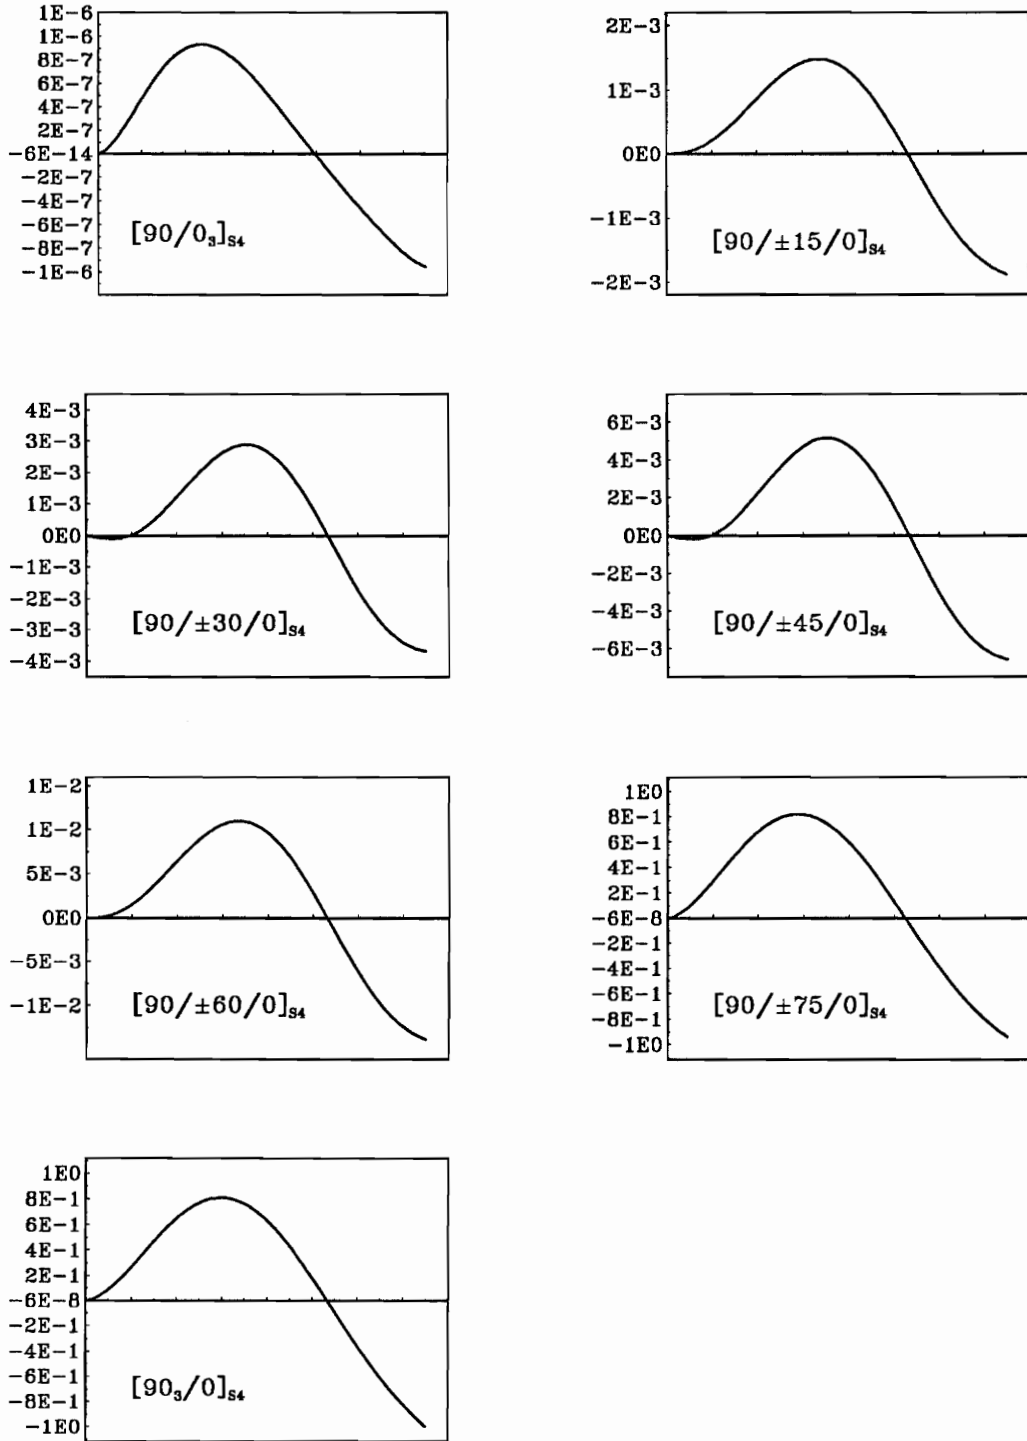 1E-6
1E-6
8E-7
6E-7
4E-7
2E-7
-6E-14
-2E-7
-4E-7
-6E-7
-8E-7
-1E-6
[90/0₃]s4
2E-3
1E-3
0E0
-1E-3
-2E-3
[90/±15/0]s4
4E-3
3E-3
2E-3
1E-3
0E0
-1E-3
-2E-3
-3E-3
-4E-3
[90/±30/0]s4
6E-3
4E-3
2E-3
0E0
-2E-3
-4E-3
-6E-3
[90/±45/0]s4
1E-2
1E-2
5E-3
0E0
-5E-3
-1E-2
[90/±60/0]s4
1E0
8E-1
6E-1
4E-1
2E-1
-6E-8
-2E-1
-4E-1
-6E-1
-8E-1
-1E0
[90/±75/0]s4
1E0
8E-1
6E-1
4E-1
2E-1
-6E-8
-2E-1
-4E-1
-6E-1
-8E-1
-1E0
[90₃/0]s4